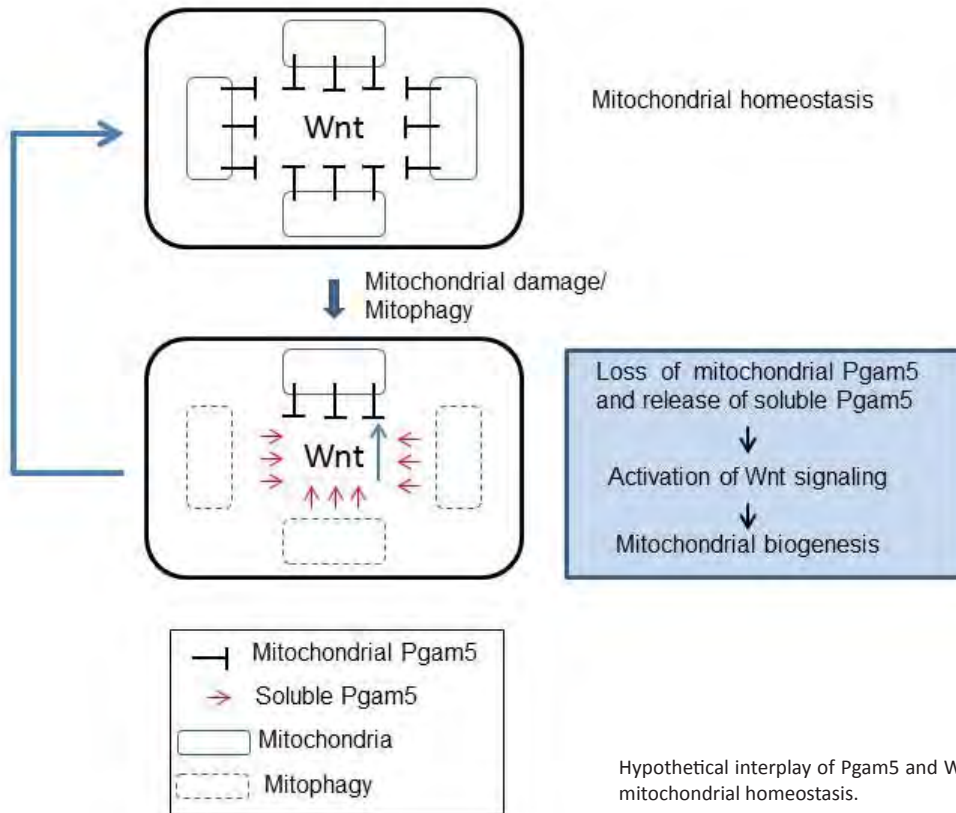 Wnt
Mitochondrial homeostasis
Mitochondrial damage/
Mitophagy
Wnt
Loss of mitochondrial Pgam5
and release of soluble Pgam5
Activation of Wnt signaling
Mitochondrial biogenesis
Mitochondrial Pgam5
Soluble Pgam5
Mitochondria
Mitophagy
Hypothetical interplay of Pgam5 and
mitochondrial homeostasis.